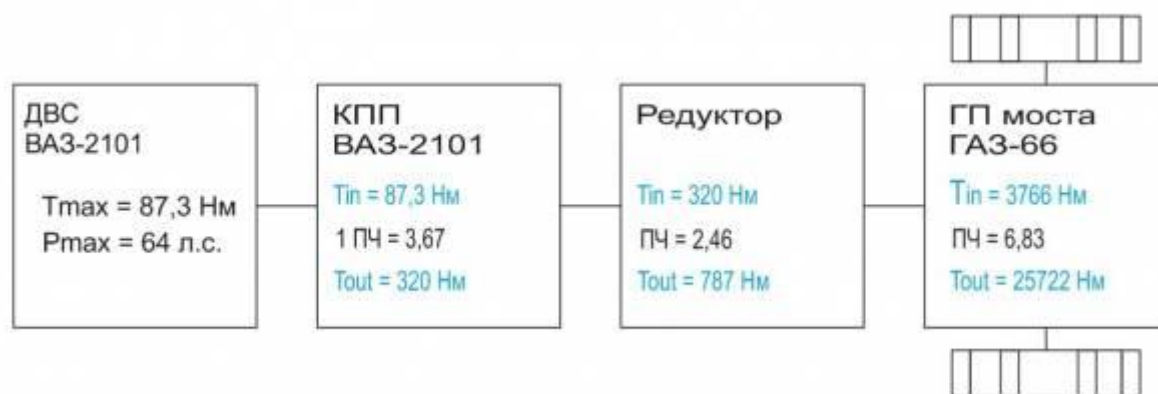 ДВС
ВАЗ-2101
Tmax = 87,3 Нм
Pmax = 64 л.с.
КПП
ВАЗ-2101
Tin = 87,3 Нм
1 ПЧ = 3,67
Tout = 320 Нм
Редуктор
Tin = 320 Нм
ПЧ = 2,46
Tout = 787 Нм
ГП моста
ГАЗ-66
Tin = 3766 Нм
ПЧ = 6,83
Tout = 25722 Нм